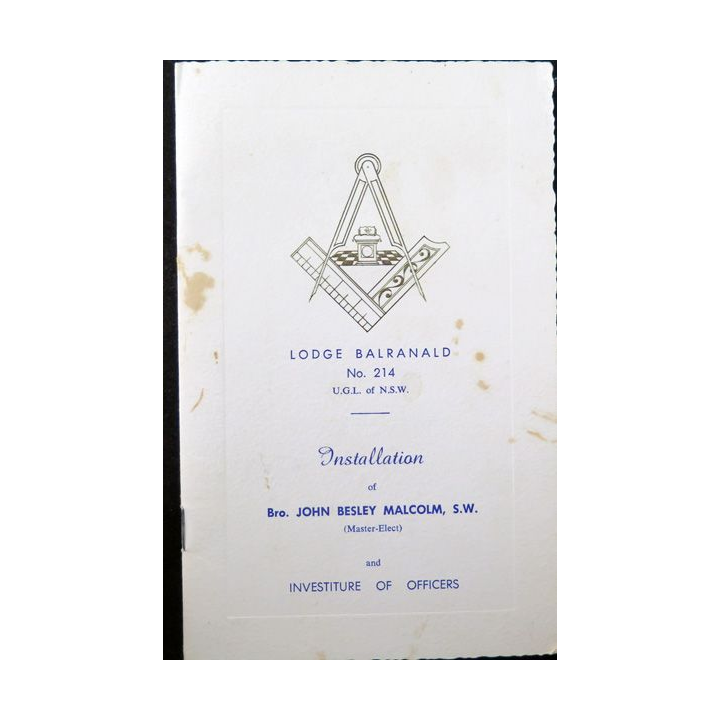 LODGE BALRANALD
No. 214
U.G.L. of N.S.W.
Installation
of
Bro. JOHN BESLEY MALCOLM, S.W.
(Master-Elect)
and
INVESTITURE OF OFFICERS